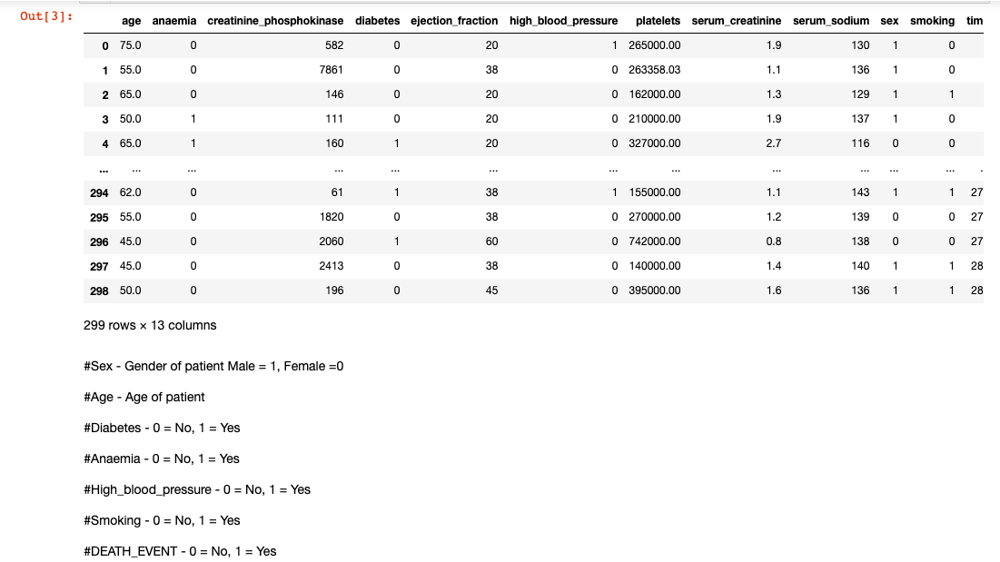 Out[3]:
age anaemia creatinine_phosphokinase diabetes ejection_fraction high_blood_pressure platelets serum_creatinine serum_sodium sex smoking tim
0 75.0 0 582 0 20 1 265000.00 1.9 130 1 0
1 55.0 0 7861 0 38 0 263358.03 1.1 136 1 0
2 65.0 0 146 0 20 0 162000.00 1.3 129 1 1
3 50.0 1 111 0 20 0 210000.00 1.9 137 1 0
4 65.0 1 160 1 20 0 327000.00 2.7 116 0 0
... ... ... ... ... ... ... ... ... ... ... ... .
294 62.0 0 61 1 38 1 155000.00 1.1 143 1 1 27
295 55.0 0 1820 0 38 0 270000.00 1.2 139 0 0 27
296 45.0 0 2060 1 60 0 742000.00 0.8 138 0 0 27
297 45.0 0 2413 0 38 0 140000.00 1.4 140 1 1 28
298 50.0 0 196 0 45 0 395000.00 1.6 136 1 1 28
299 rows × 13 columns
#Sex - Gender of patient Male = 1, Female =0
#Age - Age of patient
#Diabetes - 0 = No, 1 = Yes
#Anaemia - 0 = No, 1 = Yes
#High_blood_pressure - 0 = No, 1 = Yes
#Smoking - 0 = No, 1 = Yes
#DEATH_EVENT - 0 = No, 1 = Yes